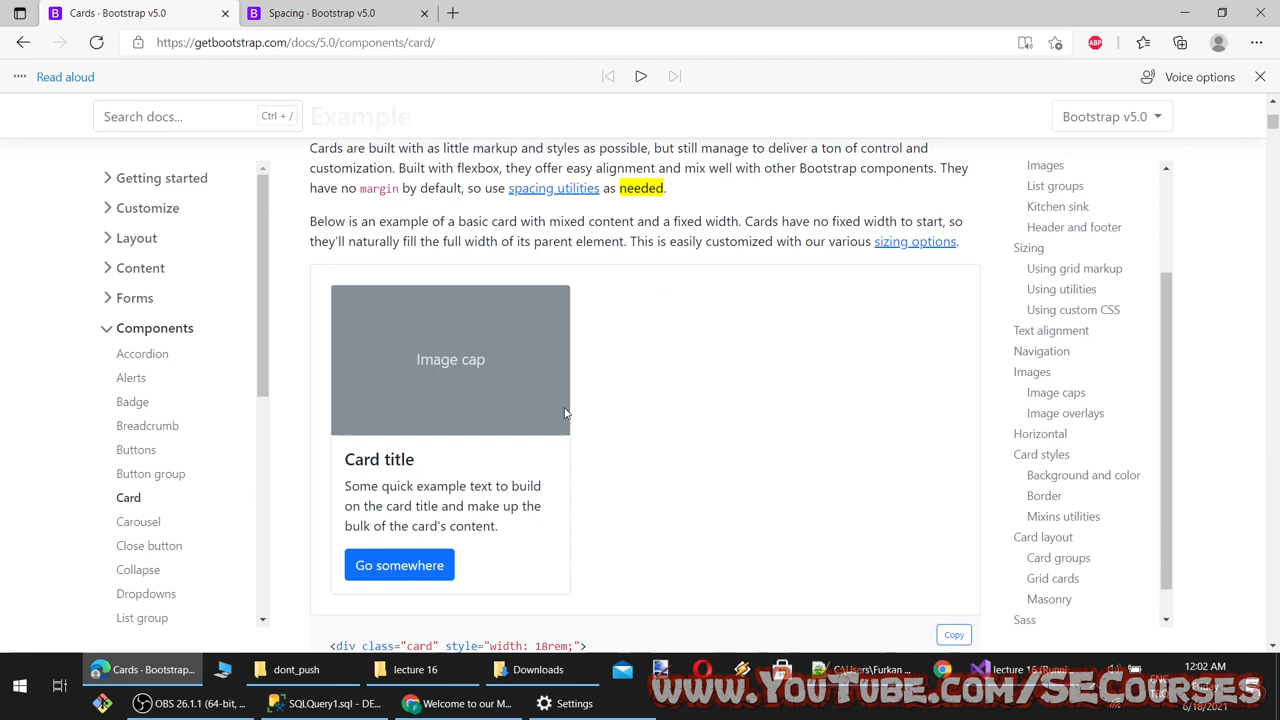 Cards · Bootstrap v5.0
Spacing · Bootstrap v5.0
https://getbootstrap.com/docs/5.0/components/card/
ABP
Read aloud
Voice options
Search docs...
Ctrl + /
Example
Bootstrap v5.0
Cards are built with as little markup and styles as possible, but still manage to deliver a ton of control and
customization. Built with flexbox, they offer easy alignment and mix well with other Bootstrap components. They
have no margin by default, so use spacing utilities as needed.
Below is an example of a basic card with mixed content and a fixed width. Cards have no fixed width to start, so
they'll naturally fill the full width of its parent element. This is easily customized with our various sizing options.
Getting started
Customize
Layout
Content
Forms
Components
Accordion
Alerts
Badge
Breadcrumb
Buttons
Button group
Card
Carousel
Close button
Collapse
Dropdowns
List group
Image cap
Card title
Some quick example text to build
on the card title and make up the
bulk of the card's content.
Go somewhere
Copy
<div class="card" style="width: 18rem;">
Images
List groups
Kitchen sink
Header and footer
Sizing
Using grid markup
Using utilities
Using custom CSS
Text alignment
Navigation
Images
Image caps
Image overlays
Horizontal
Card styles
Background and color
Border
Mixins utilities
Card layout
Card groups
Grid cards
Masonry
Sass
Cards · Bootstrap...
dont_push
lecture 16
Downloads
C:\Users\Furkan ...
lecture 16 (Runni...
12:02 AM
ENG
Friday
6/18/2021
OBS 26.1.1 (64-bit, ...
SQLQuery1.sql - DE...
Welcome to our M...
Settings
www.YouTube.com/SECourses